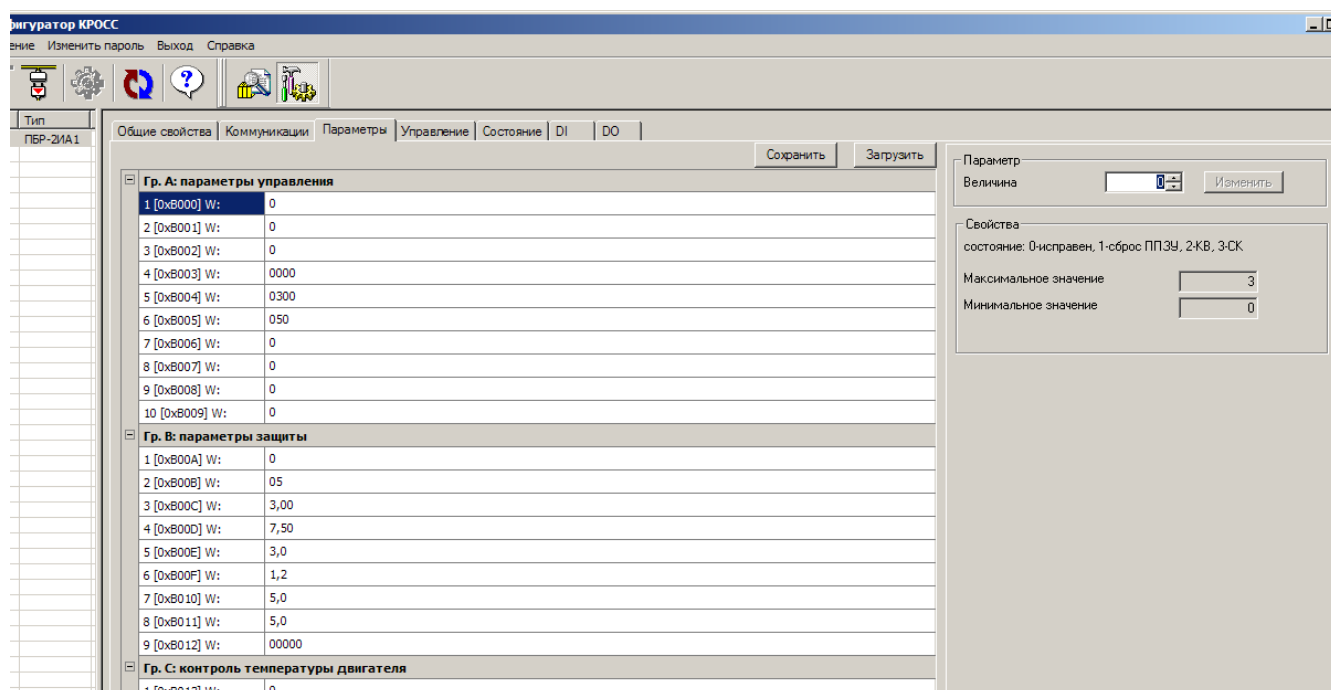 фигуратор КРОСС
ение Изменить пароль Выход Справка
Тип
ПБР-2ИА1
Общие свойства Коммуникации Параметры Управление Состояние DI DO
Сохранить Загрузить
Гр. А: параметры управления
1 [0xB000] W: 0
2 [0xB001] W: 0
3 [0xB002] W: 0
4 [0xB003] W: 0000
5 [0xB004] W: 0300
6 [0xB005] W: 050
7 [0xB006] W: 0
8 [0xB007] W: 0
9 [0xB008] W: 0
10 [0xB009] W: 0
Гр. В: параметры защиты
1 [0xB00A] W: 0
2 [0xB00B] W: 05
3 [0xB00C] W: 3,00
4 [0xB00D] W: 7,50
5 [0xB00E] W: 3,0
6 [0xB00F] W: 1,2
7 [0xB010] W: 5,0
8 [0xB011] W: 5,0
9 [0xB012] W: 00000
Гр. С: контроль температуры двигателя
1 [0xB013] W: 0
Параметр
Величина 0 Изменить
Свойства
состояние: 0-исправен, 1-сброс ППЗУ, 2-КВ, 3-СК
Максимальное значение 3
Минимальное значение 0